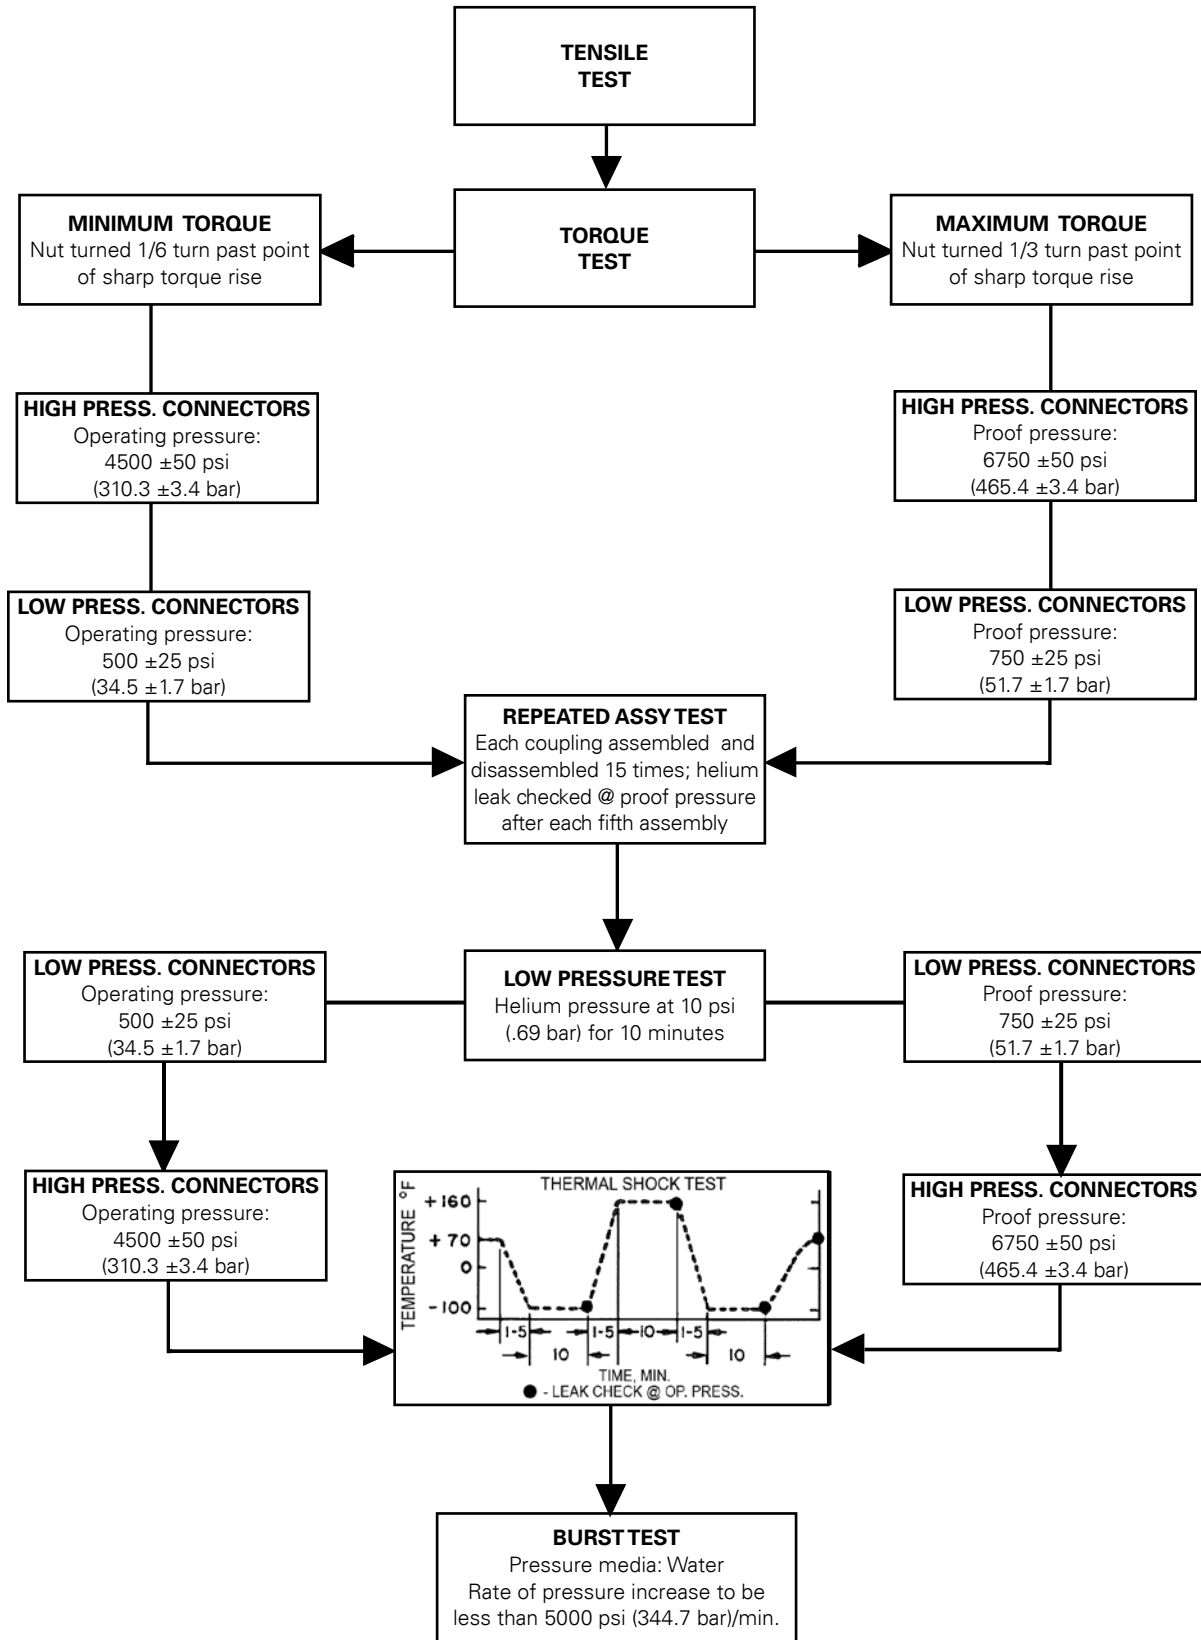 TENSILE
TEST
MINIMUM TORQUE
Nut turned 1/6 turn past point
of sharp torque rise
TORQUE
TEST
MAXIMUM TORQUE
Nut turned 1/3 turn past point
of sharp torque rise
HIGH PRESS. CONNECTORS
Operating pressure:
4500 ±50 psi
(310.3 ±3.4 bar)
HIGH PRESS. CONNECTORS
Proof pressure:
6750 ±50 psi
(465.4 ±3.4 bar)
LOW PRESS. CONNECTORS
Operating pressure:
500 ±25 psi
(34.5 ±1.7 bar)
LOW PRESS. CONNECTORS
Proof pressure:
750 ±25 psi
(51.7 ±1.7 bar)
REPEATED ASSY TEST
Each coupling assembled and
disassembled 15 times; helium
leak checked @ proof pressure
after each fifth assembly
LOW PRESS. CONNECTORS
Operating pressure:
500 ±25 psi
(34.5 ±1.7 bar)
LOW PRESSURE TEST
Helium pressure at 10 psi
(.69 bar) for 10 minutes
LOW PRESS. CONNECTORS
Proof pressure:
750 ±25 psi
(51.7 ±1.7 bar)
HIGH PRESS. CONNECTORS
Operating pressure:
4500 ±50 psi
(310.3 ±3.4 bar)
THERMAL SHOCK TEST
TEMPERATURE °F
+160
+70
0
-100
1-5 1-5 10 1-5
10 10
TIME, MIN.
● - LEAK CHECK @ OP. PRESS.
HIGH PRESS. CONNECTORS
Proof pressure:
6750 ±50 psi
(465.4 ±3.4 bar)
BURST TEST
Pressure media: Water
Rate of pressure increase to be
less than 5000 psi (344.7 bar)/min.